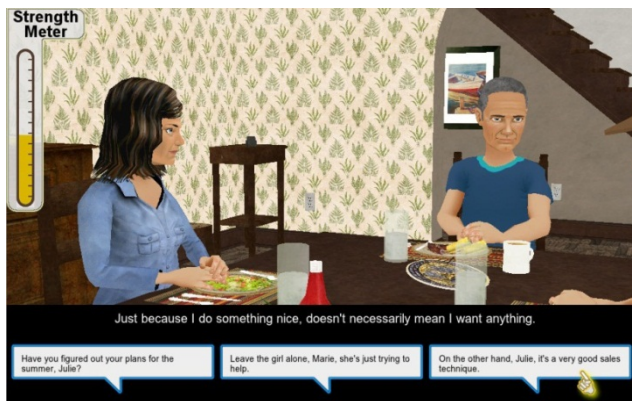 Strength
Meter
Just because I do something nice, doesn't necessarily mean I want anything.
Have you figured out your plans for the
summer, Julie?
Leave the girl alone, Marie, she's just trying to
help.
On the other hand, Julie, it's a very good sales
technique.